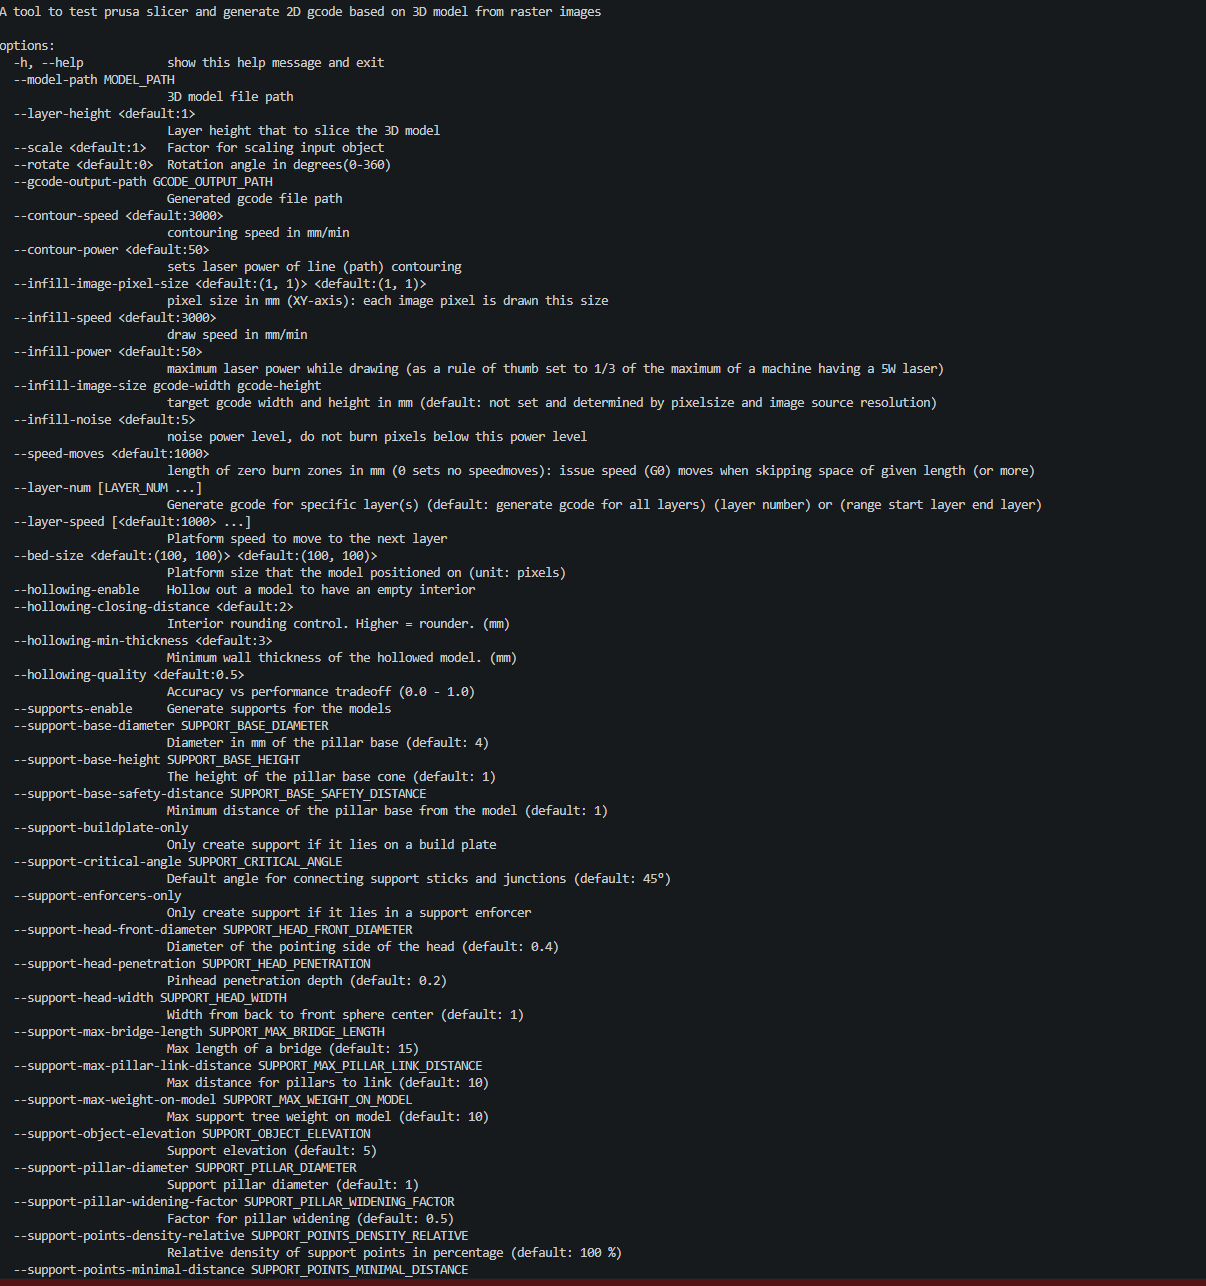 A tool to test prusa slicer and generate 2D gcode based on 3D model from raster images
options:
-h, --help show this help message and exit
--model-path MODEL_PATH
3D model file path
--layer-height <default:1>
Layer height that to slice the 3D model
--scale <default:1> Factor for scaling input object
--rotate <default:0> Rotation angle in degrees(0-360)
--gcode-output-path GCODE_OUTPUT_PATH
Generated gcode file path
--contour-speed <default:3000>
contouring speed in mm/min
--contour-power <default:50>
sets laser power of line (path) contouring
--infill-image-pixel-size <default:(1, 1)> <default:(1, 1)>
pixel size in mm (XY-axis): each image pixel is drawn this size
--infill-speed <default:3000>
draw speed in mm/min
--infill-power <default:50>
maximum laser power while drawing (as a rule of thumb set to 1/3 of the maximum of a machine having a 5W laser)
--infill-image-size gcode-width gcode-height
target gcode width and height in mm (default: not set and determined by pixelsize and image source resolution)
--infill-noise <default:5>
noise power level, do not burn pixels below this power level
--speed-moves <default:1000>
length of zero burn zones in mm (0 sets no speedmoves): issue speed (G0) moves when skipping space of given length (or more)
--layer-num [LAYER_NUM ...]
Generate gcode for specific layer(s) (default: generate gcode for all layers) (layer number) or (range start layer end layer)
--layer-speed [<default:1000> ...]
Platform speed to move to the next layer
--bed-size <default:(100, 100)> <default:(100, 100)>
Platform size that the model positioned on (unit: pixels)
--hollowing-enable Hollow out a model to have an empty interior
--hollowing-closing-distance <default:2>
Interior rounding control. Higher = rounder. (mm)
--hollowing-min-thickness <default:3>
Minimum wall thickness of the hollowed model. (mm)
--hollowing-quality <default:0.5>
Accuracy vs performance tradeoff (0.0 - 1.0)
--supports-enable Generate supports for the models
--support-base-diameter SUPPORT_BASE_DIAMETER
Diameter in mm of the pillar base (default: 4)
--support-base-height SUPPORT_BASE_HEIGHT
The height of the pillar base cone (default: 1)
--support-base-safety-distance SUPPORT_BASE_SAFETY_DISTANCE
Minimum distance of the pillar base from the model (default: 1)
--support-buildplate-only
Only create support if it lies on a build plate
--support-critical-angle SUPPORT_CRITICAL_ANGLE
Default angle for connecting support sticks and junctions (default: 45º)
--support-enforcers-only
Only create support if it lies in a support enforcer
--support-head-front-diameter SUPPORT_HEAD_FRONT_DIAMETER
Diameter of the pointing side of the head (default: 0.4)
--support-head-penetration SUPPORT_HEAD_PENETRATION
Pinhead penetration depth (default: 0.2)
--support-head-width SUPPORT_HEAD_WIDTH
Width from back to front sphere center (default: 1)
--support-max-bridge-length SUPPORT_MAX_BRIDGE_LENGTH
Max length of a bridge (default: 15)
--support-max-pillar-link-distance SUPPORT_MAX_PILLAR_LINK_DISTANCE
Max distance for pillars to link (default: 10)
--support-max-weight-on-model SUPPORT_MAX_WEIGHT_ON_MODEL
Max support tree weight on model (default: 10)
--support-object-elevation SUPPORT_OBJECT_ELEVATION
Support elevation (default: 5)
--support-pillar-diameter SUPPORT_PILLAR_DIAMETER
Support pillar diameter (default: 1)
--support-pillar-widening-factor SUPPORT_PILLAR_WIDENING_FACTOR
Factor for pillar widening (default: 0.5)
--support-points-density-relative SUPPORT_POINTS_DENSITY_RELATIVE
Relative density of support points in percentage (default: 100 %)
--support-points-minimal-distance SUPPORT_POINTS_MINIMAL_DISTANCE